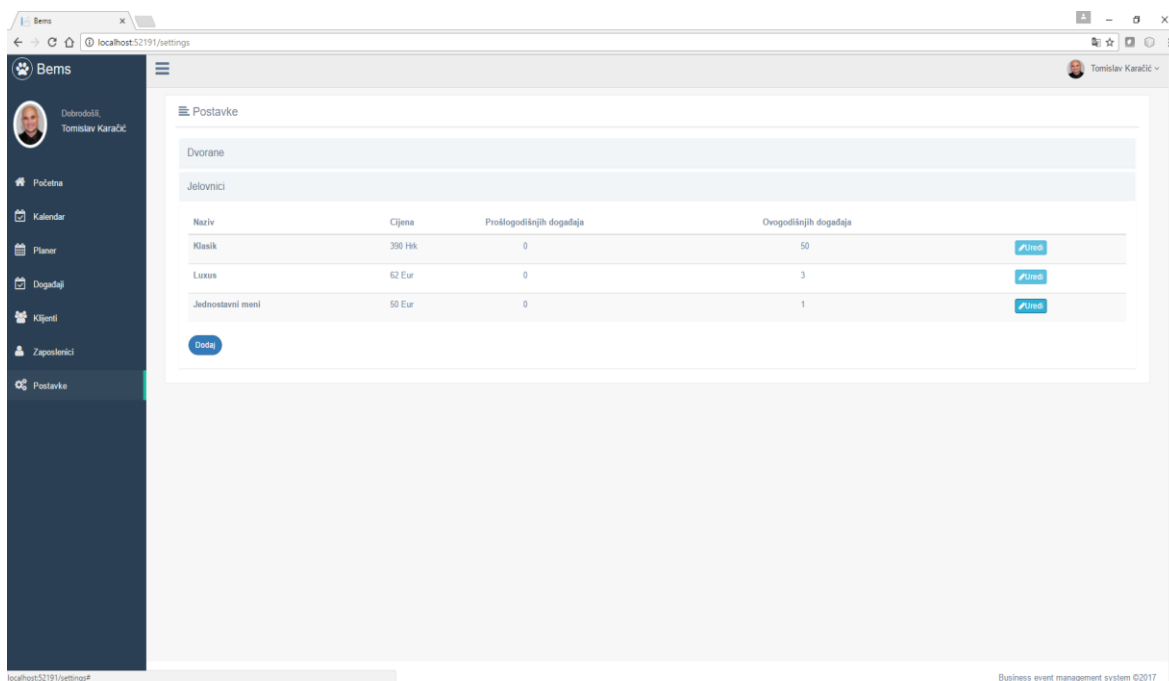 Bems
localhost:52191/settings
Bems
Tomislav Karačić
Dobrodošli,
Tomislav Karačić
Početna
Kalendar
Planer
Događaji
Klijenti
Zaposlenici
Postavke
Postavke
Dvorane
Jelovnici
Naziv Cijena Prošlogodišnjih događaja Ovogodišnjih događaja
Klasik 390 Hrk 0 50 Uredi
Luxus 62 Eur 0 3 Uredi
Jednostavni meni 50 Eur 0 1 Uredi
Dodaj
localhost:52191/settings#
Business event management system ©2017